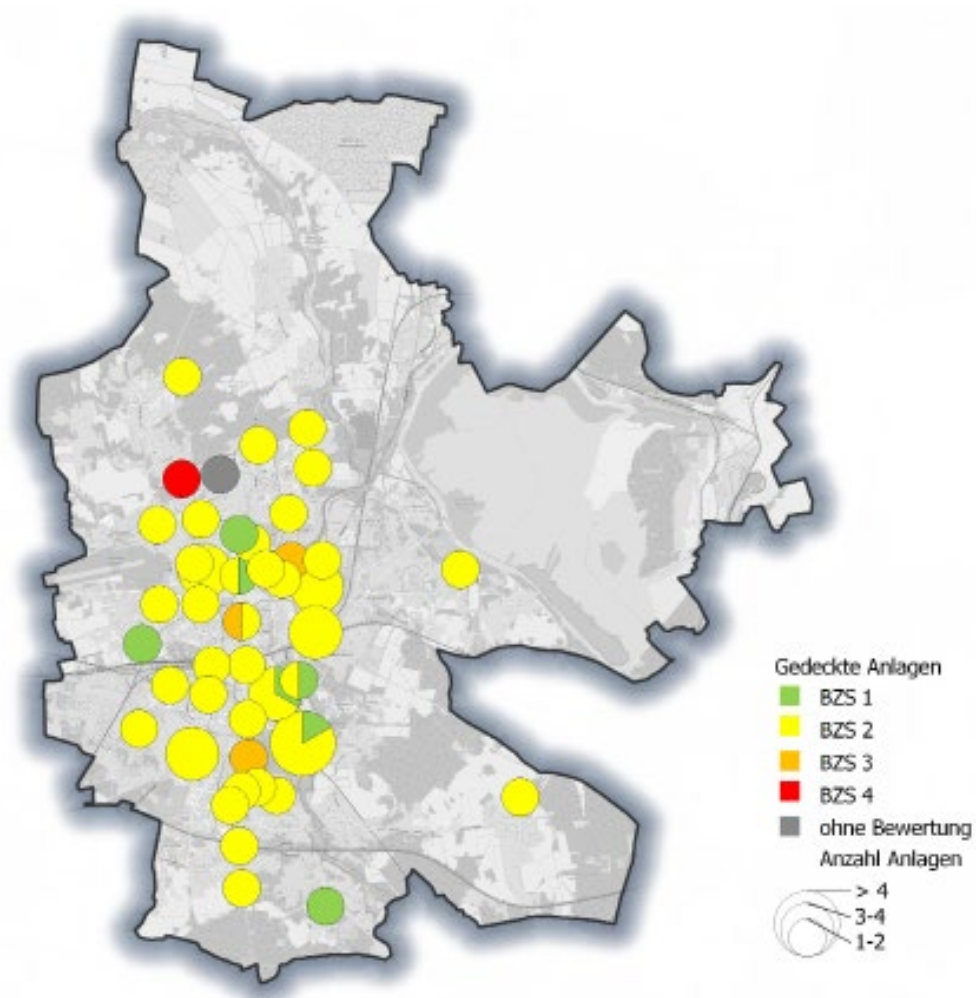 Gedeckte Anlagen
BZS 1
BZS 2
BZS 3
BZS 4
ohne Bewertung
Anzahl Anlagen
> 4
3-4
1-2